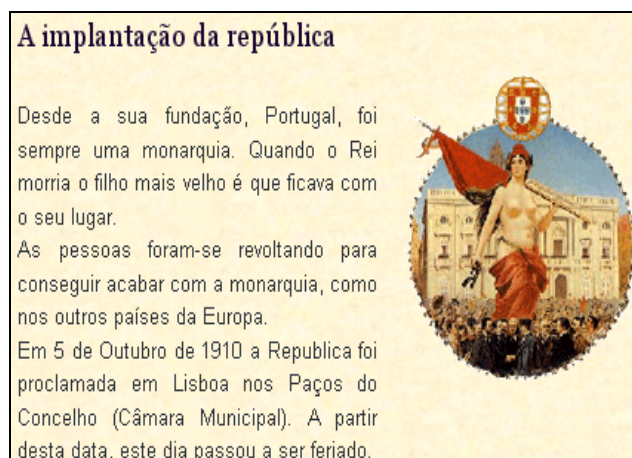 A implantação da república
Desde a sua fundação, Portugal, foi
sempre uma monarquia. Quando o Rei
morria o filho mais velho é que ficava com
o seu lugar.
As pessoas foram-se revoltando para
conseguir acabar com a monarquia, como
nos outros países da Europa.
Em 5 de Outubro de 1910 a Republica foi
proclamada em Lisboa nos Paços do
Concelho (Câmara Municipal). A partir
desta data, este dia passou a ser feriado.